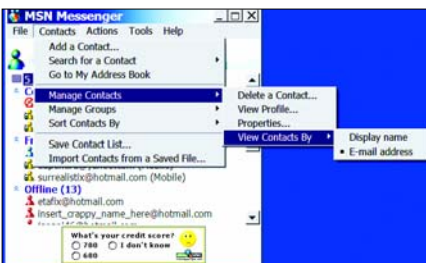 MSN Messenger
File Contacts Actions Tools Help
Add a Contact...
Search for a Contact
Go to My Address Book
Manage Contacts
Manage Groups
Sort Contacts By
Save Contact List...
Import Contacts from a Saved File...
Delete a Contact...
View Profile...
Properties...
View Contacts By
Display name
E-mail address
surrealistix@hotmail.com (Mobile)
Offline (13)
etaflx@hotmail.com
insert_crappy_name_here@hotmail.com
What's your credit score?
700 I don't know
600